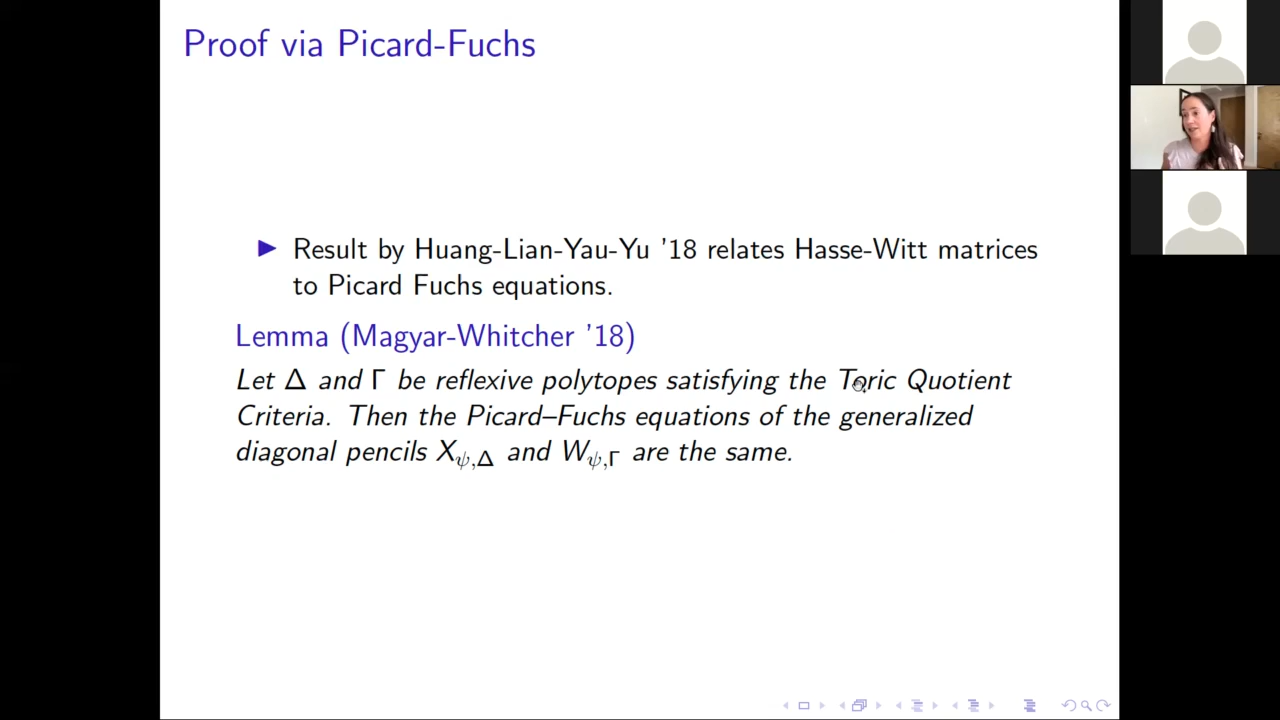 Proof via Picard-Fuchs
▶ Result by Huang-Lian-Yau-Yu '18 relates Hasse-Witt matrices
to Picard Fuchs equations.
Lemma (Magyar-Whitcher '18)
Let Δ and Γ be reflexive polytopes satisfying the Toric Quotient
Criteria. Then the Picard–Fuchs equations of the generalized
diagonal pencils X_{ψ,Δ} and W_{ψ,Γ} are the same.